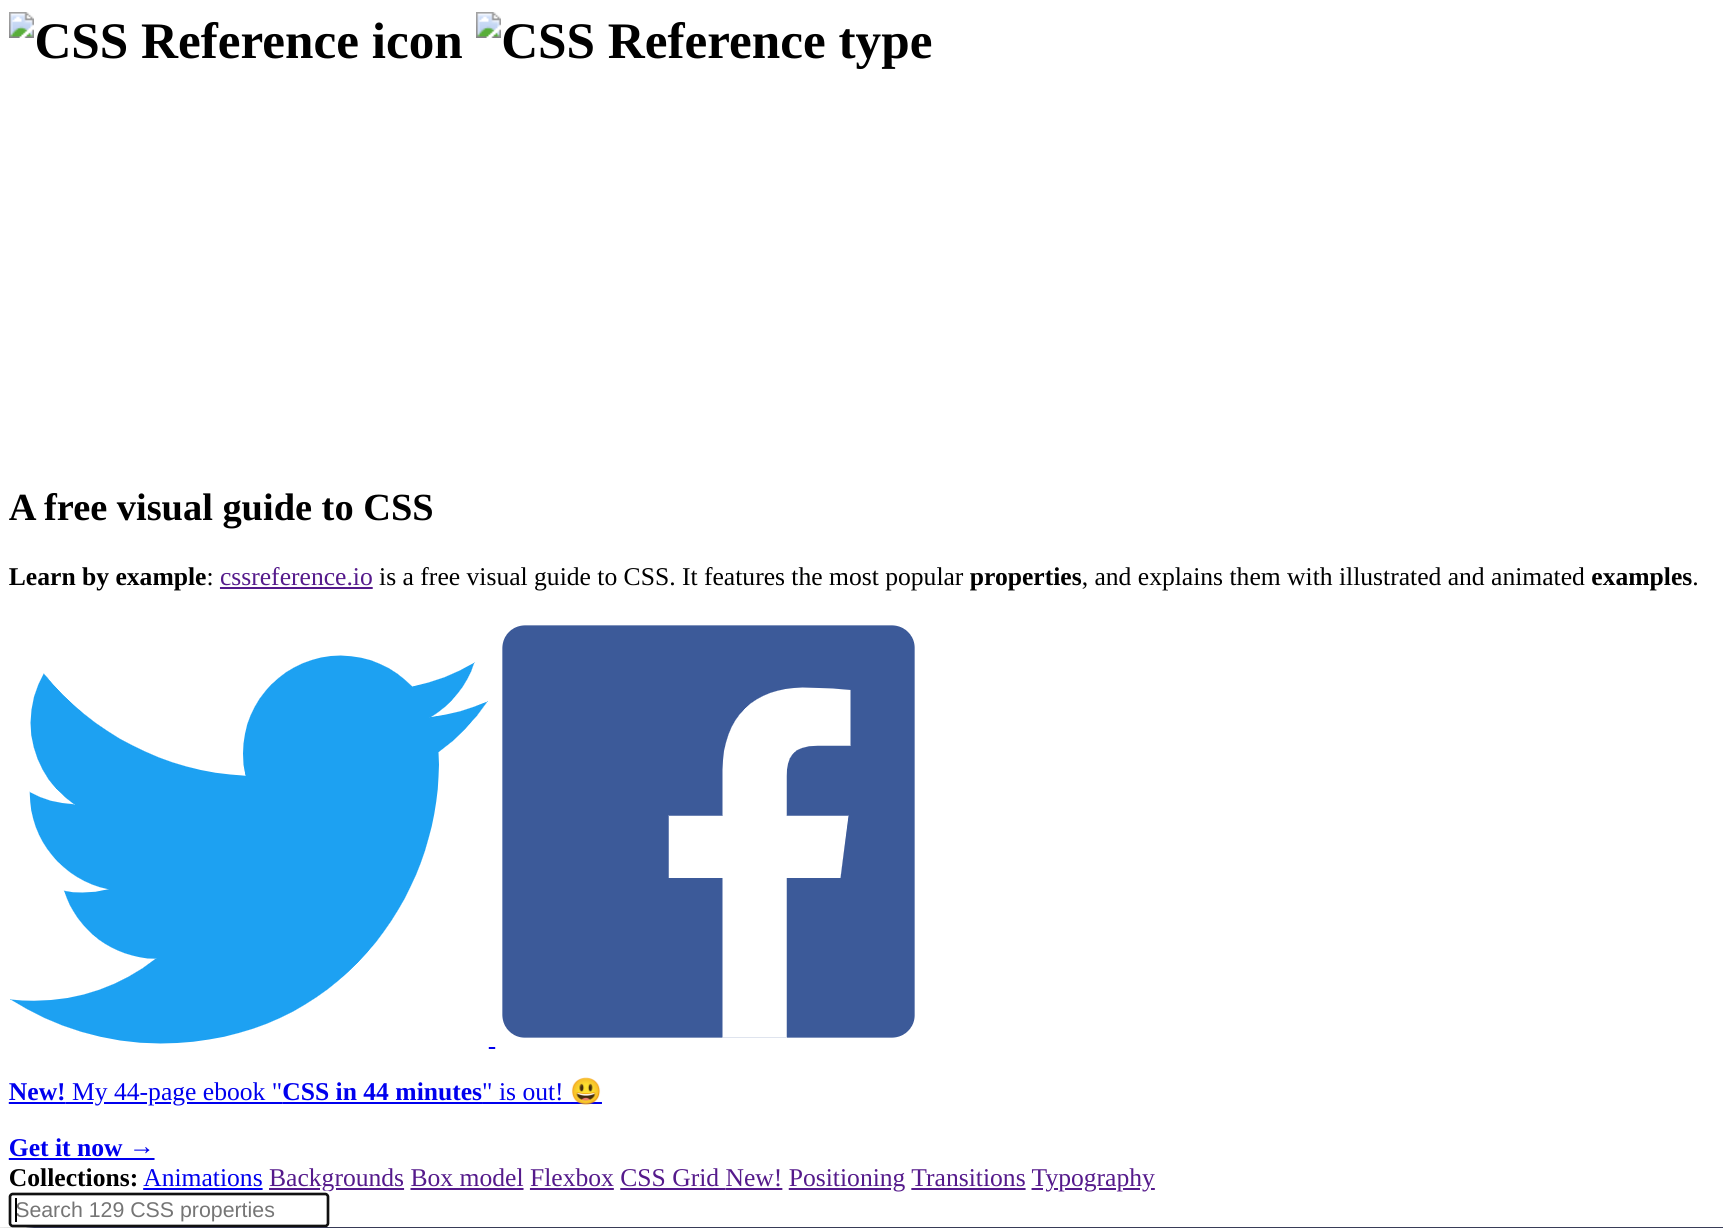 CSS Reference icon CSS Reference type
A free visual guide to CSS
Learn by example: cssreference.io is a free visual guide to CSS. It features the most popular properties, and explains them with illustrated and animated examples.
New! My 44-page ebook "CSS in 44 minutes" is out! 😃
Get it now →
Collections: Animations Backgrounds Box model Flexbox CSS Grid New! Positioning Transitions Typography
Search 129 CSS properties